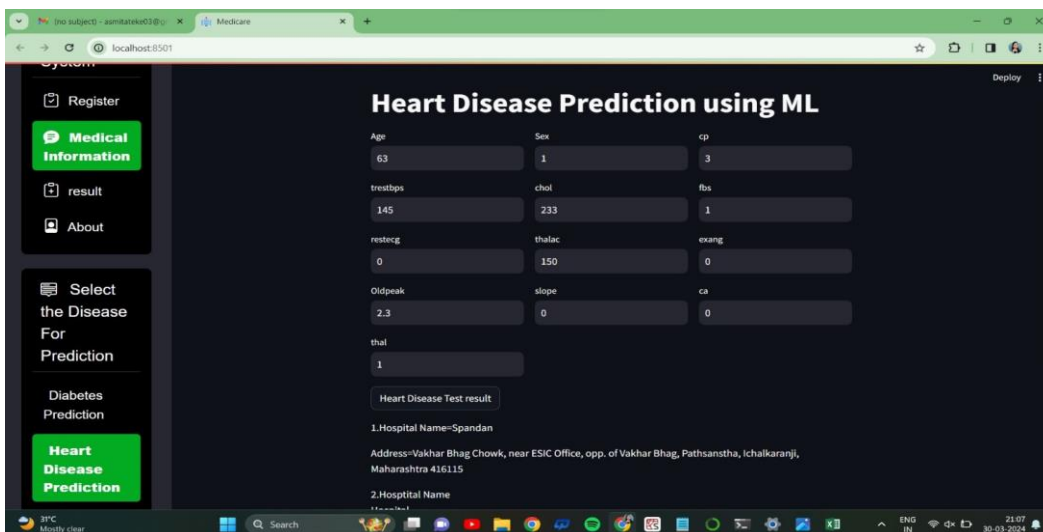 (no subject) - asmitateke03@g
Medicare
localhost:8501
Deploy
System
Register
Medical
Information
result
About
Select
the Disease
For
Prediction
Diabetes
Prediction
Heart
Disease
Prediction
Heart Disease Prediction using ML
Age Sex cp
63 1 3
trestbps chol fbs
145 233 1
restecg thalac exang
0 150 0
Oldpeak slope ca
2.3 0 0
thal
1
Heart Disease Test result
1.Hospital Name=Spandan
Address=Vakhar Bhag Chowk, near ESIC Office, opp. of Vakhar Bhag, Pathsanstha, Ichalkaranji,
Maharashtra 416115
2.Hosptital Name
Hospital
31°C
Mostly clear
Search
ENG
IN
21:07
30-03-2024